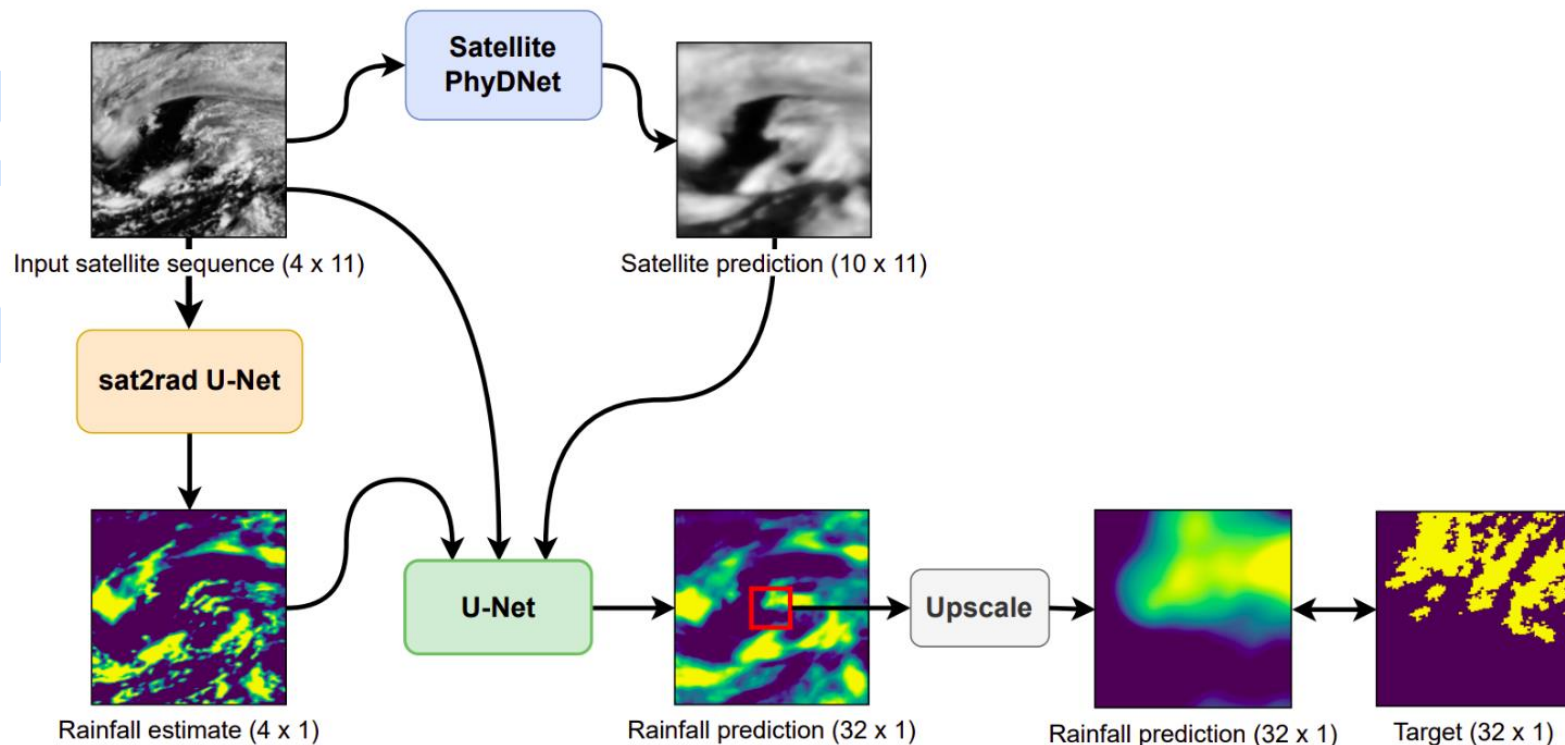 Satellite
PhyDNet
Input satellite sequence (4 x 11)
Satellite prediction (10 x 11)
sat2rad U-Net
U-Net
Upscale
Rainfall estimate (4 x 1)
Rainfall prediction (32 x 1)
Rainfall prediction (32 x 1)
Target (32 x 1)